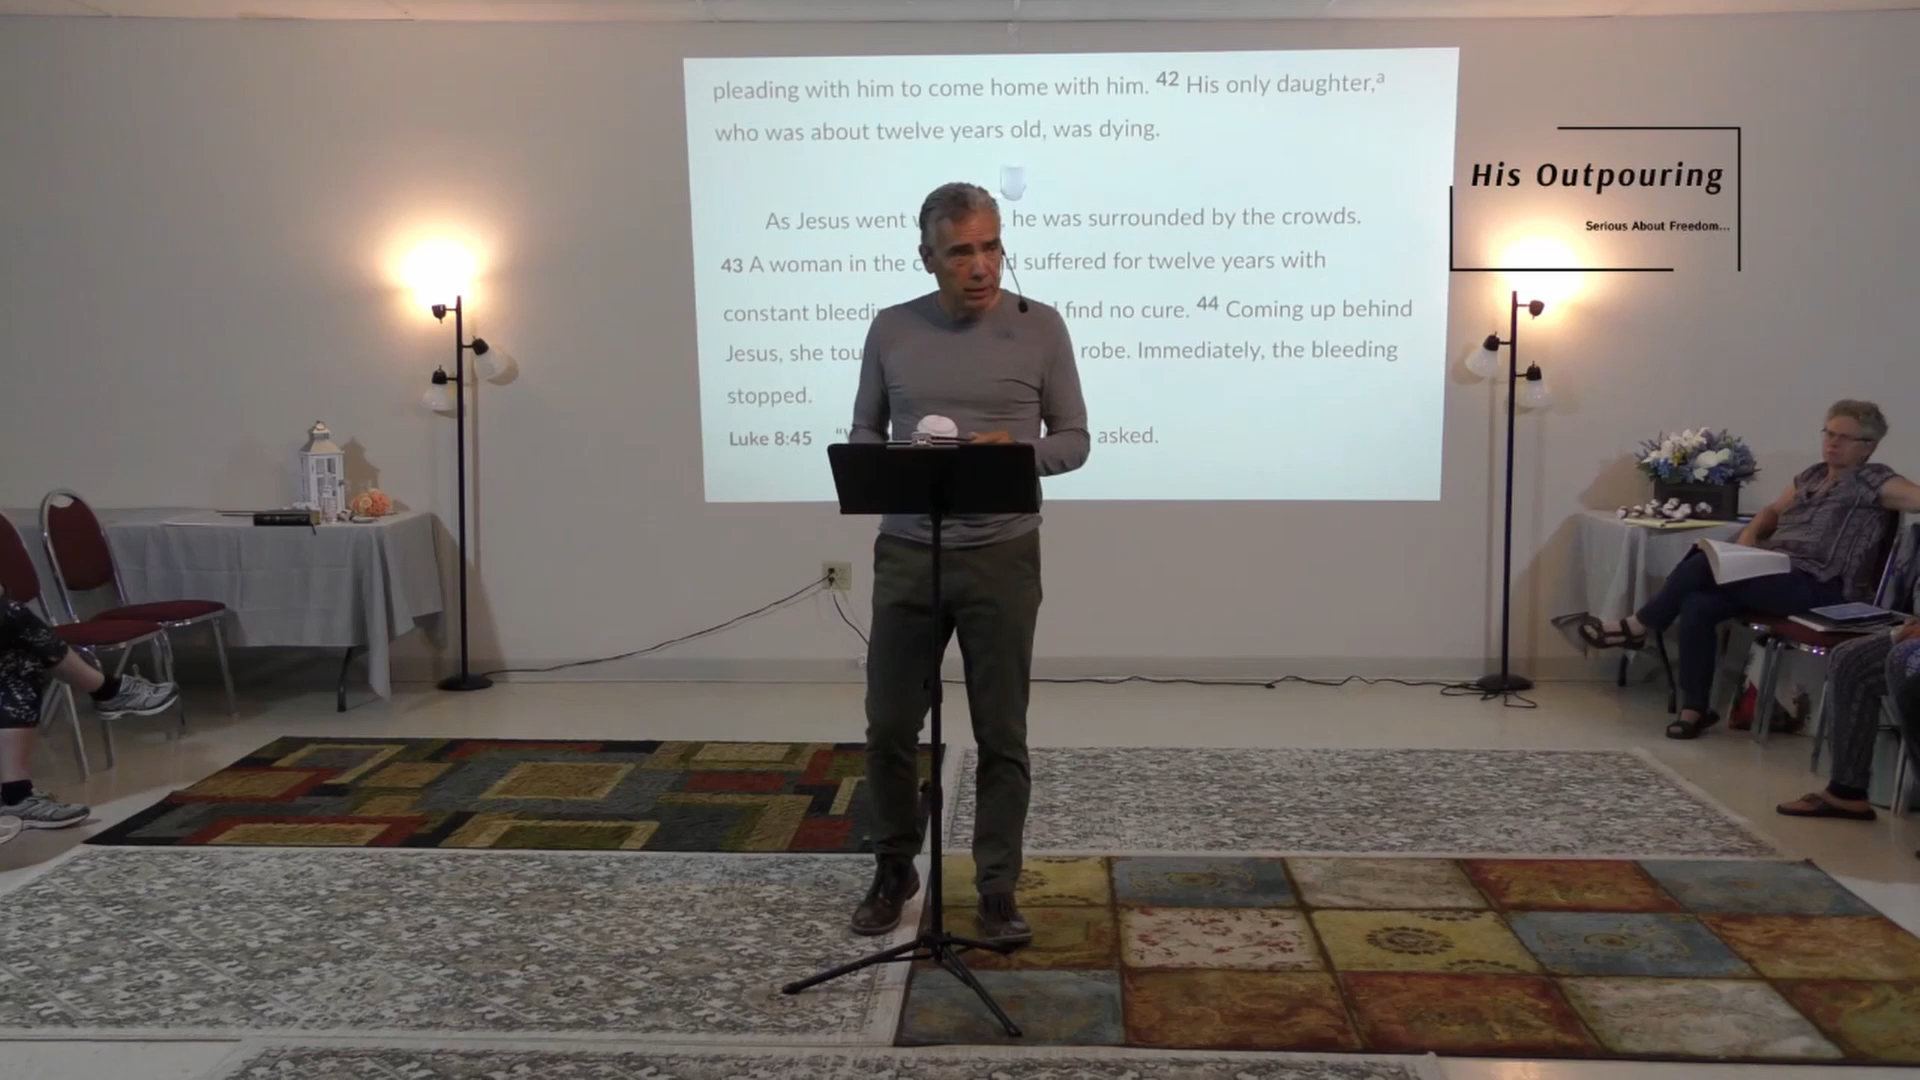 pleading with him to come home with him. 42 His only daughter,a
who was about twelve years old, was dying.
As Jesus went he was surrounded by the crowds.
43 A woman in the suffered for twelve years with
constant find no cure. 44 Coming up behind
Jesus, she robe. Immediately, the bleeding
stopped.
Luke 8:45 asked.
His Outpouring
Serious About Freedom...